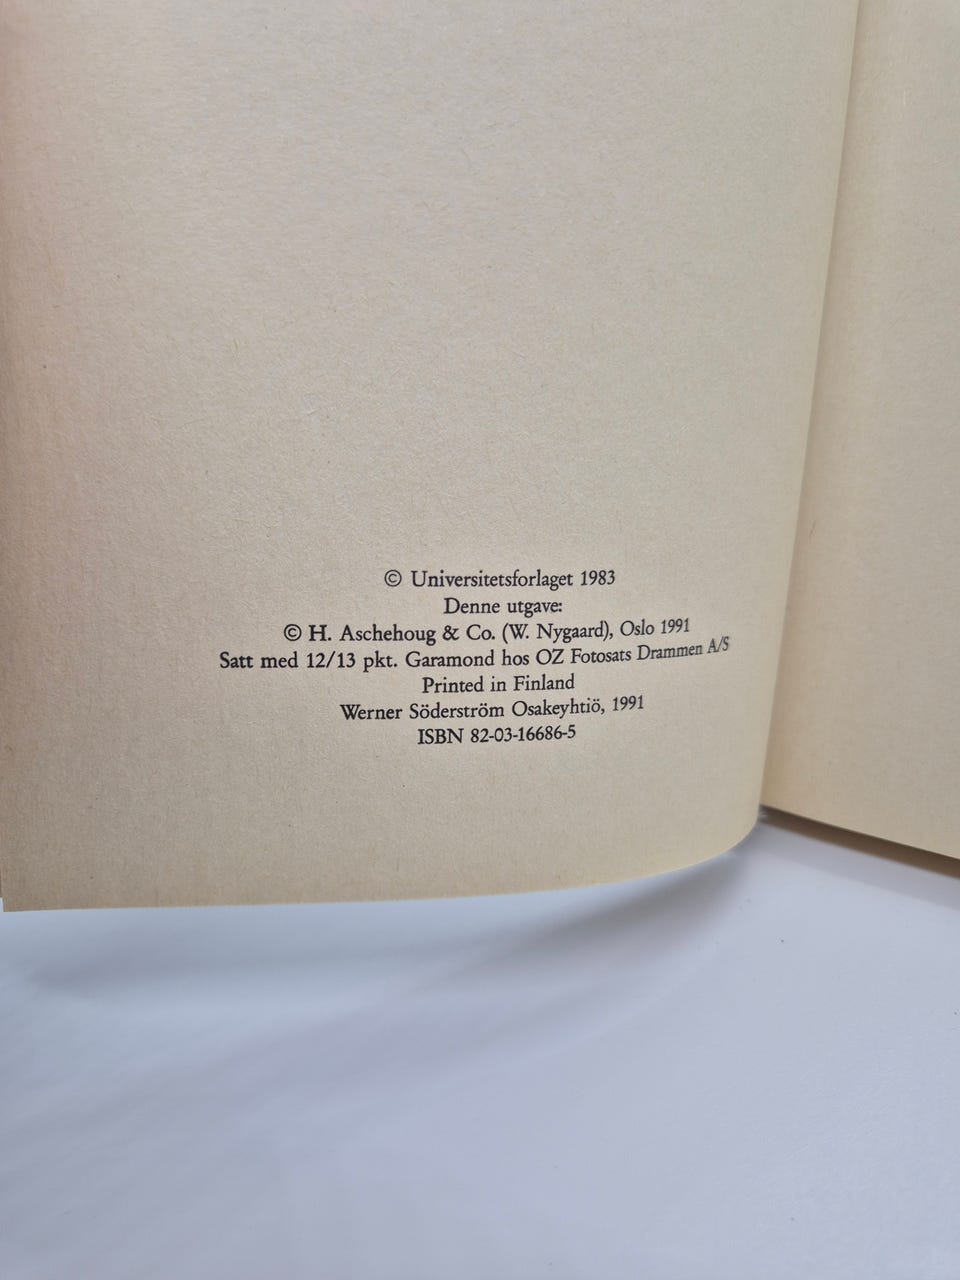 © Universitetsforlaget 1983
Denne utgave:
© H. Aschehoug & Co. (W. Nygaard), Oslo 1991
Satt med 12/13 pkt. Garamond hos OZ Fotosats Drammen A/S
Printed in Finland
Werner Söderström Osakeyhtiö, 1991
ISBN 82-03-16686-5